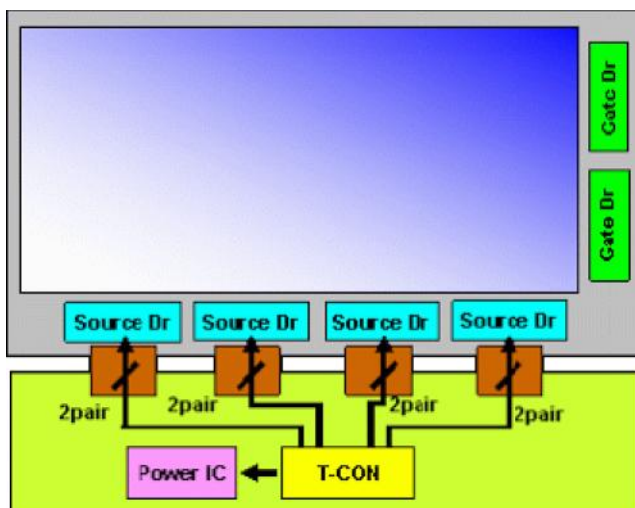 Gate Dr
Gate Dr
Source Dr Source Dr Source Dr Source Dr
2pair 2pair 2pair 2pair
Power IC T-CON